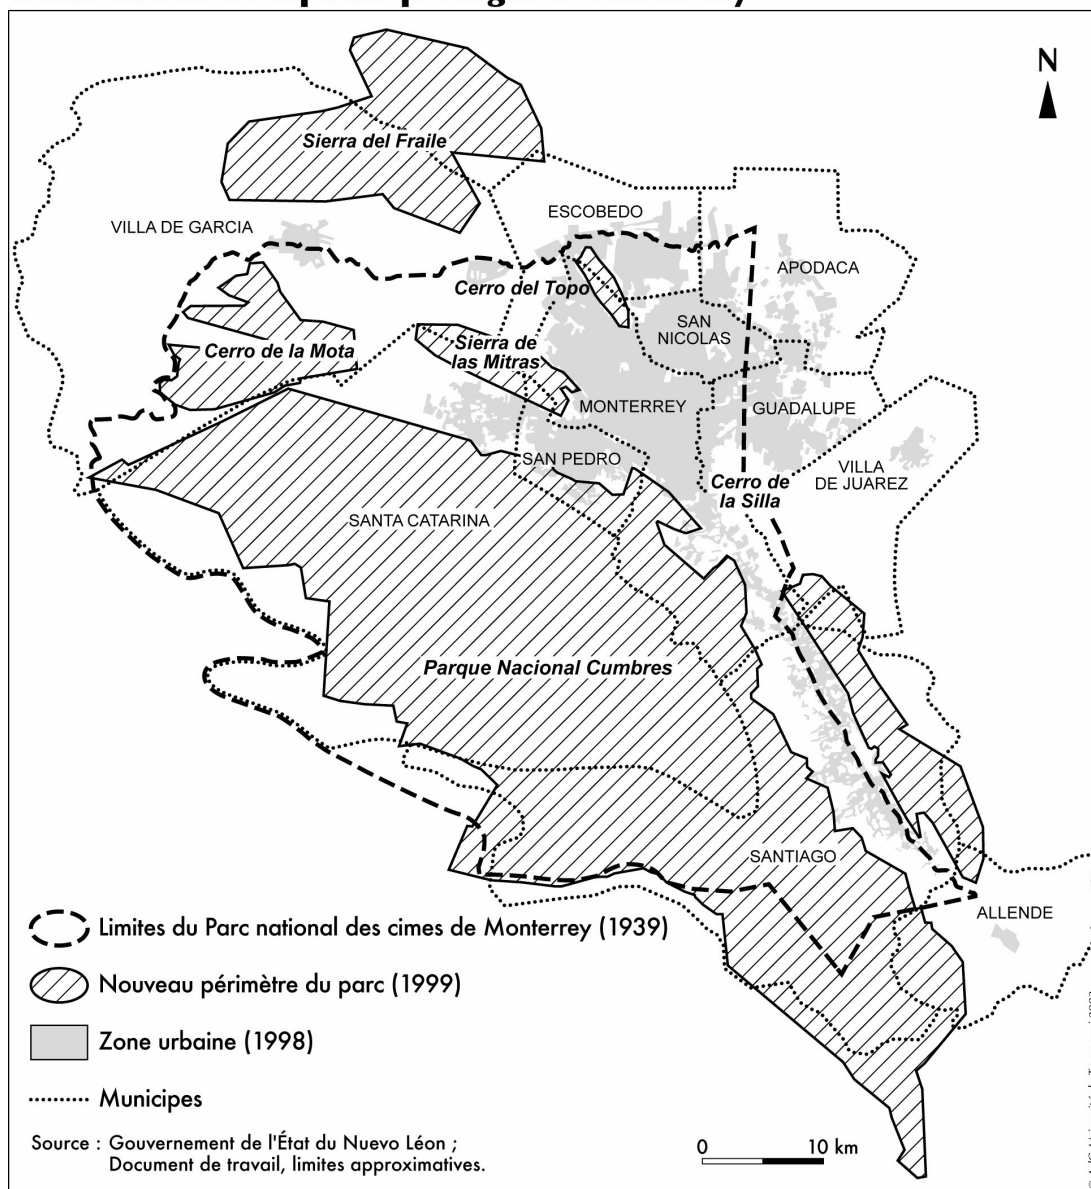 N
Sierra del Fraile
VILLA DE GARCIA
ESCOBEDO
APODACA
Cerro del Topo
SAN
NICOLAS
Cerro de la Mota
Sierra de
las Mitras
MONTERREY
GUADALUPE
SAN PEDRO
VILLA
DE JUAREZ
Cerro de
la Silla
SANTA CATARINA
Parque Nacional Cumbres
SANTIAGO
ALLENDE
Limites du Parc national des cimes de Monterrey (1939)
Nouveau périmètre du parc (1999)
Zone urbaine (1998)
Municipes
Source : Gouvernement de l'État du Nuevo Léon ;
Document de travail, limites approximatives.
0 10 km